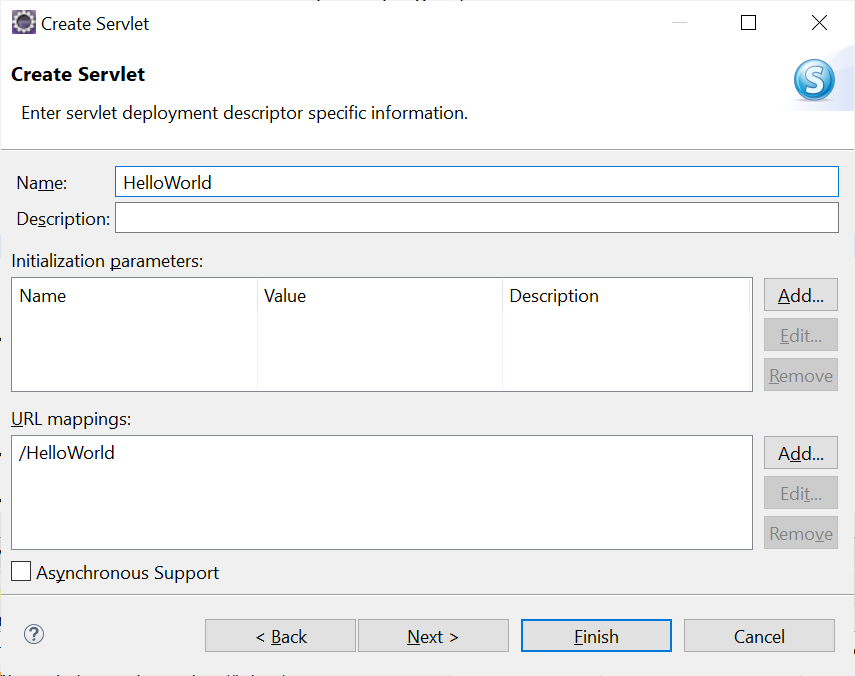 Create Servlet
Create Servlet
S
Enter servlet deployment descriptor specific information.
Name: HelloWorld
Description:
Initialization parameters:
Name Value Description Add...
Edit...
Remove
URL mappings:
/HelloWorld Add...
Edit...
Remove
Asynchronous Support
? < Back Next > Finish Cancel